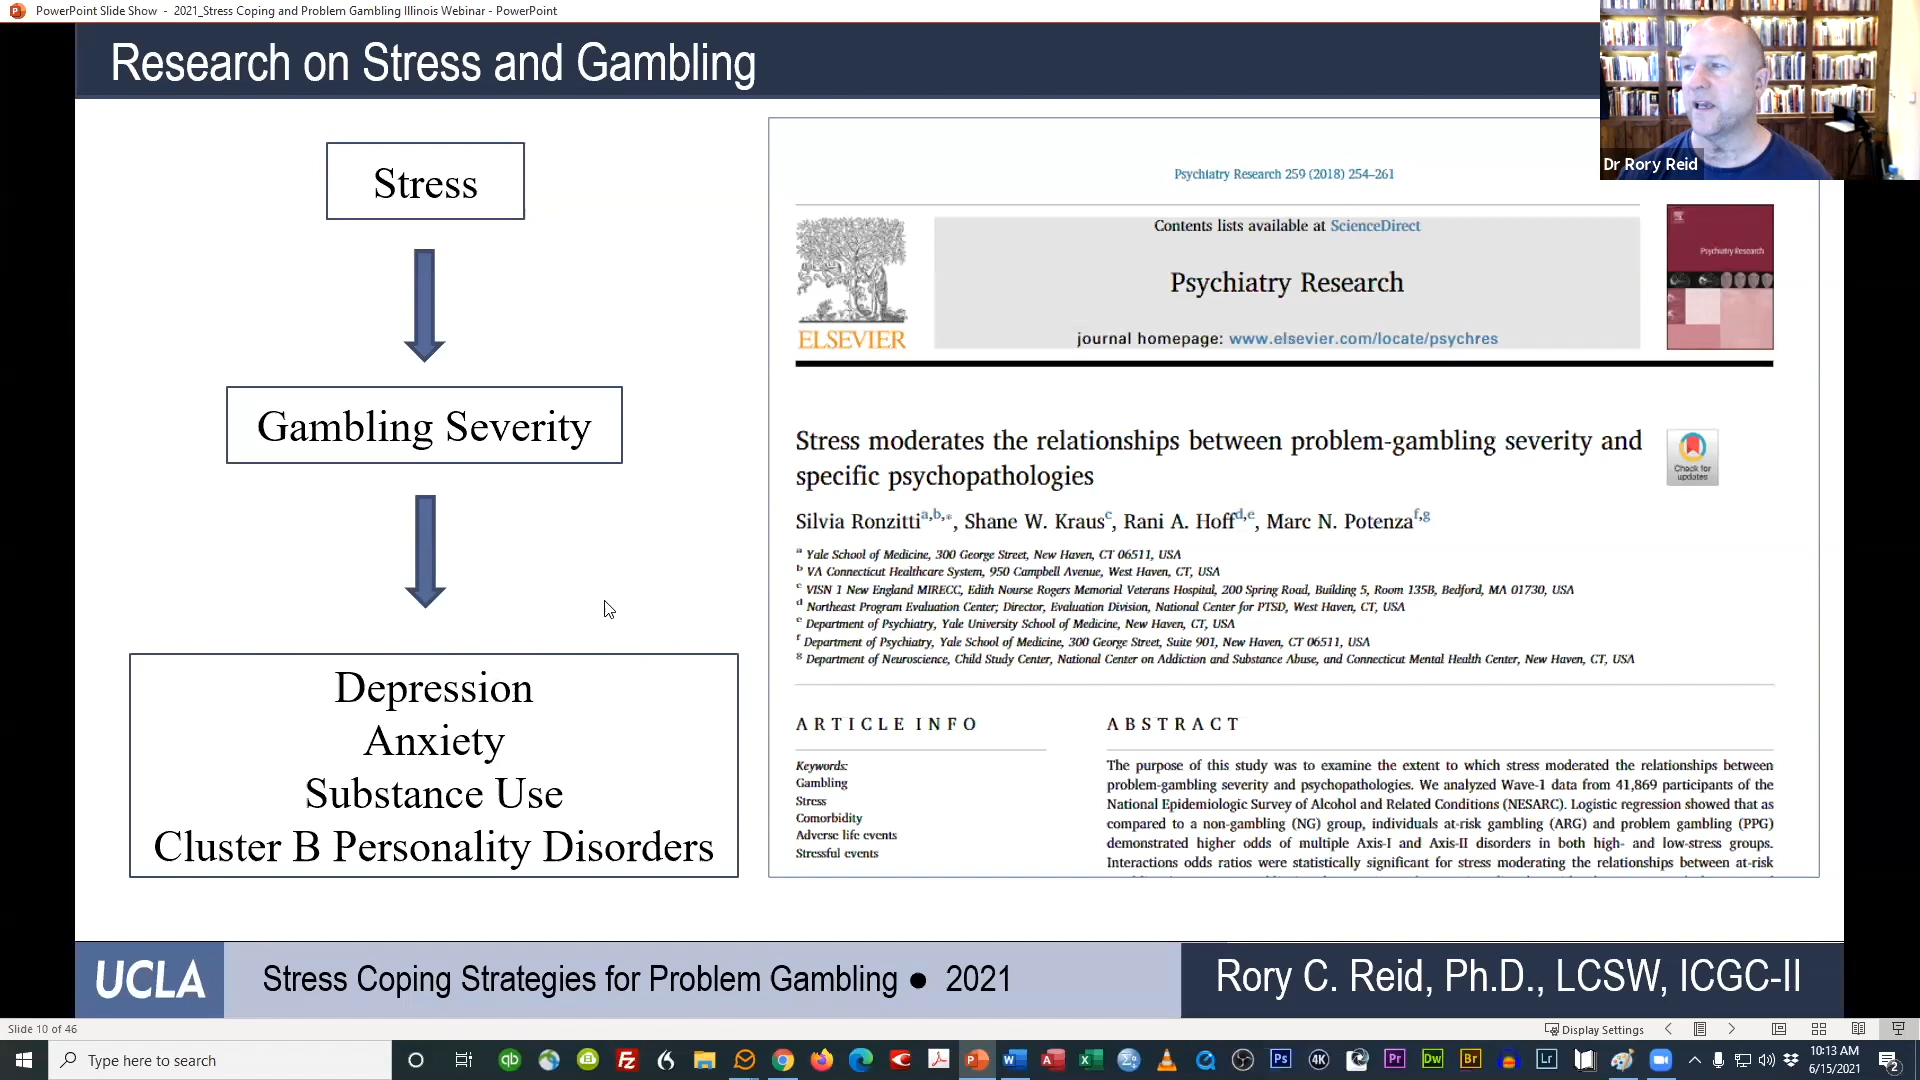 PowerPoint Slide Show - 2021_Stress Coping and Problem Gambling Illinois Webinar - PowerPoint
Research on Stress and Gambling
Dr Rory Reid
Stress
Gambling Severity
Depression
Anxiety
Substance Use
Cluster B Personality Disorders
Psychiatry Research 259 (2018) 254–261
Contents lists available at ScienceDirect
Psychiatry Research
journal homepage: www.elsevier.com/locate/psychres
ELSEVIER
Psychiatry Research
Stress moderates the relationships between problem-gambling severity and
specific psychopathologies
Check for
updates
Silvia Ronzitti a,b,⁎, Shane W. Kraus c, Rani A. Hoff d,e, Marc N. Potenza f,g
a Yale School of Medicine, 300 George Street, New Haven, CT 06511, USA
b VA Connecticut Healthcare System, 950 Campbell Avenue, West Haven, CT, USA
c VISN 1 New England MIRECC, Edith Nourse Rogers Memorial Veterans Hospital, 200 Spring Road, Building 5, Room 135B, Bedford, MA 01730, USA
d Northeast Program Evaluation Center; Director, Evaluation Division, National Center for PTSD, West Haven, CT, USA
e Department of Psychiatry, Yale University School of Medicine, New Haven, CT, USA
f Department of Psychiatry, Yale School of Medicine, 300 George Street, Suite 901, New Haven, CT 06511, USA
g Department of Neuroscience, Child Study Center, National Center on Addiction and Substance Abuse, and Connecticut Mental Health Center, New Haven, CT, USA
ARTICLE INFO
Keywords:
Gambling
Stress
Comorbidity
Adverse life events
Stressful events
ABSTRACT
The purpose of this study was to examine the extent to which stress moderated the relationships between
problem-gambling severity and psychopathologies. We analyzed Wave-1 data from 41,869 participants of the
National Epidemiologic Survey of Alcohol and Related Conditions (NESARC). Logistic regression showed that as
compared to a non-gambling (NG) group, individuals at-risk gambling (ARG) and problem gambling (PPG)
demonstrated higher odds of multiple Axis-I and Axis-II disorders in both high- and low-stress groups.
Interactions odds ratios were statistically significant for stress moderating the relationships between at-risk
UCLA
Stress Coping Strategies for Problem Gambling ● 2021
Rory C. Reid, Ph.D., LCSW, ICGC-II
Slide 10 of 46
Display Settings
Type here to search
qb
FZ
Ps
4K
Pr
Dw
Br
Lr
10:13 AM
6/15/2021
2